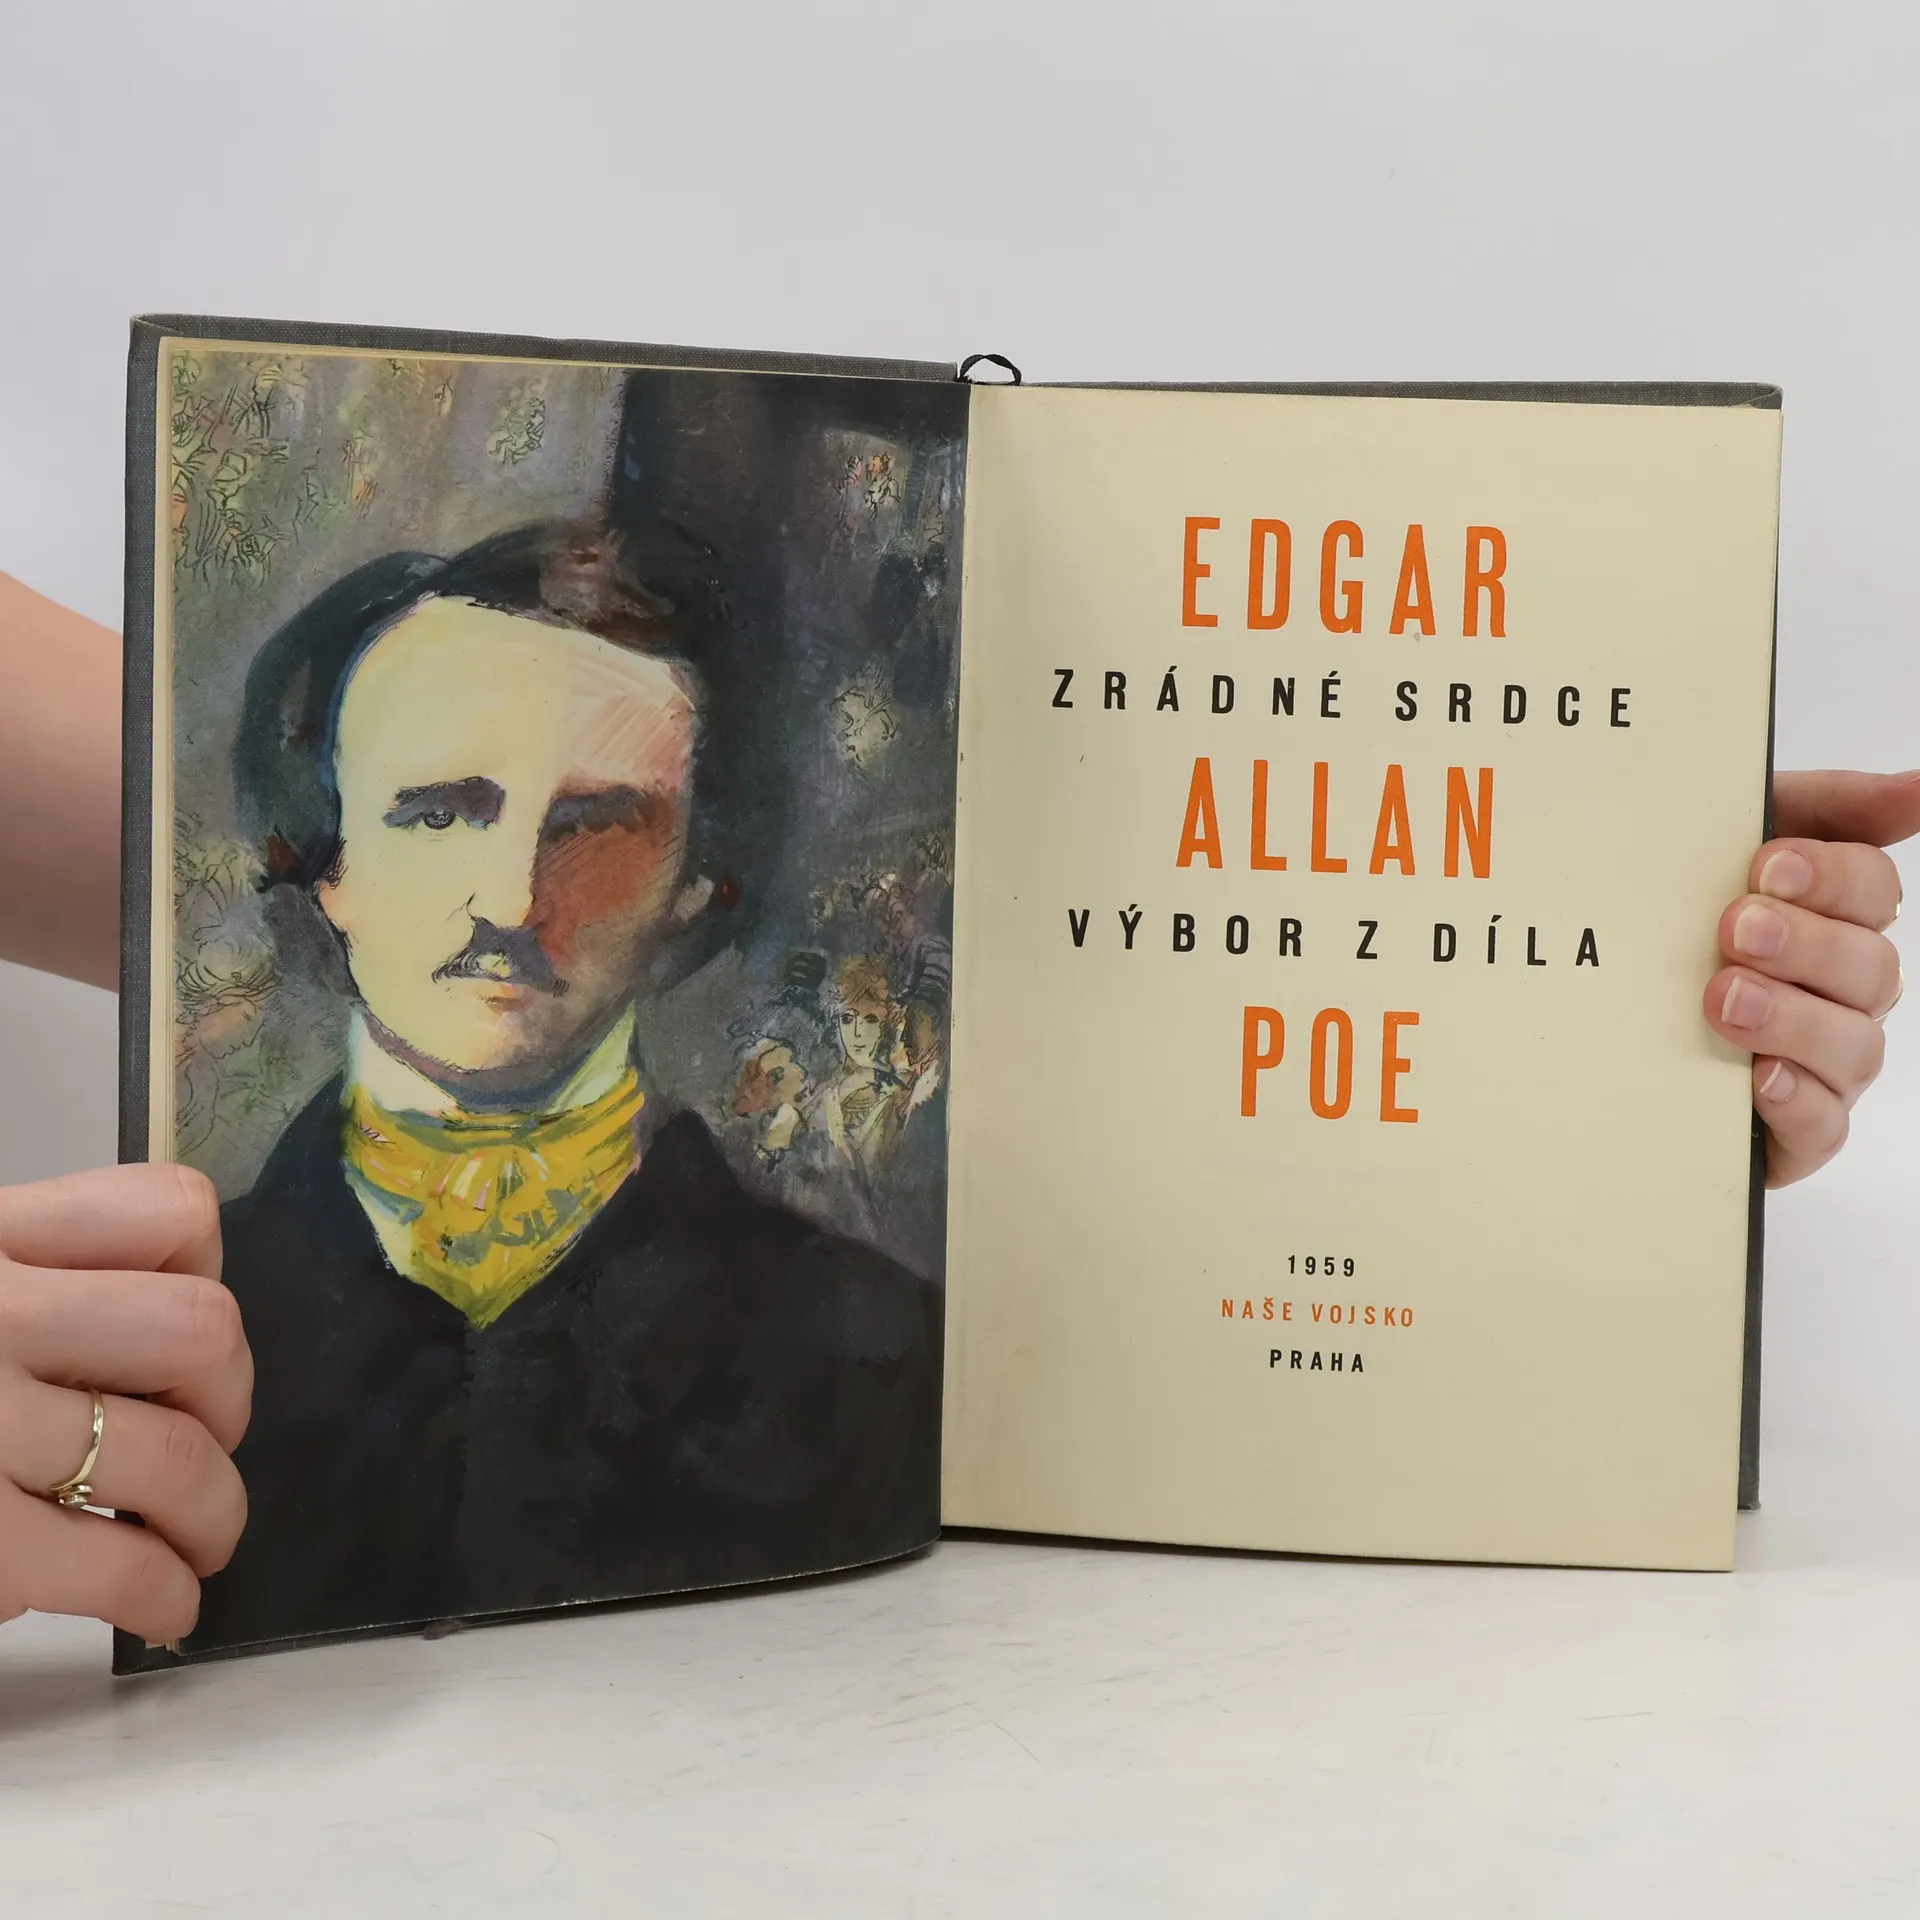 EDGAR
ZRÁDNÉ SRDCE
ALLAN
VÝBOR Z DÍLA
POE
1959
NAŠE VOJSKO
PRAHA